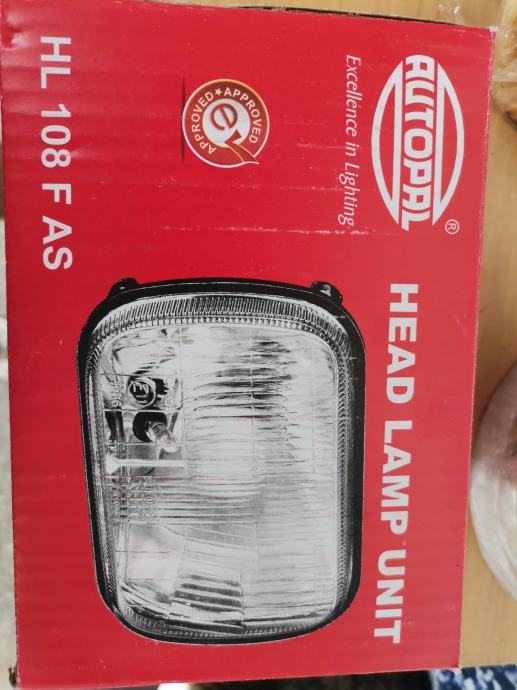 AUTOPAL®
Excellence in Lighting
APPROVED★APPROVED
e
HEAD LAMP UNIT
E
HL 108 F AS